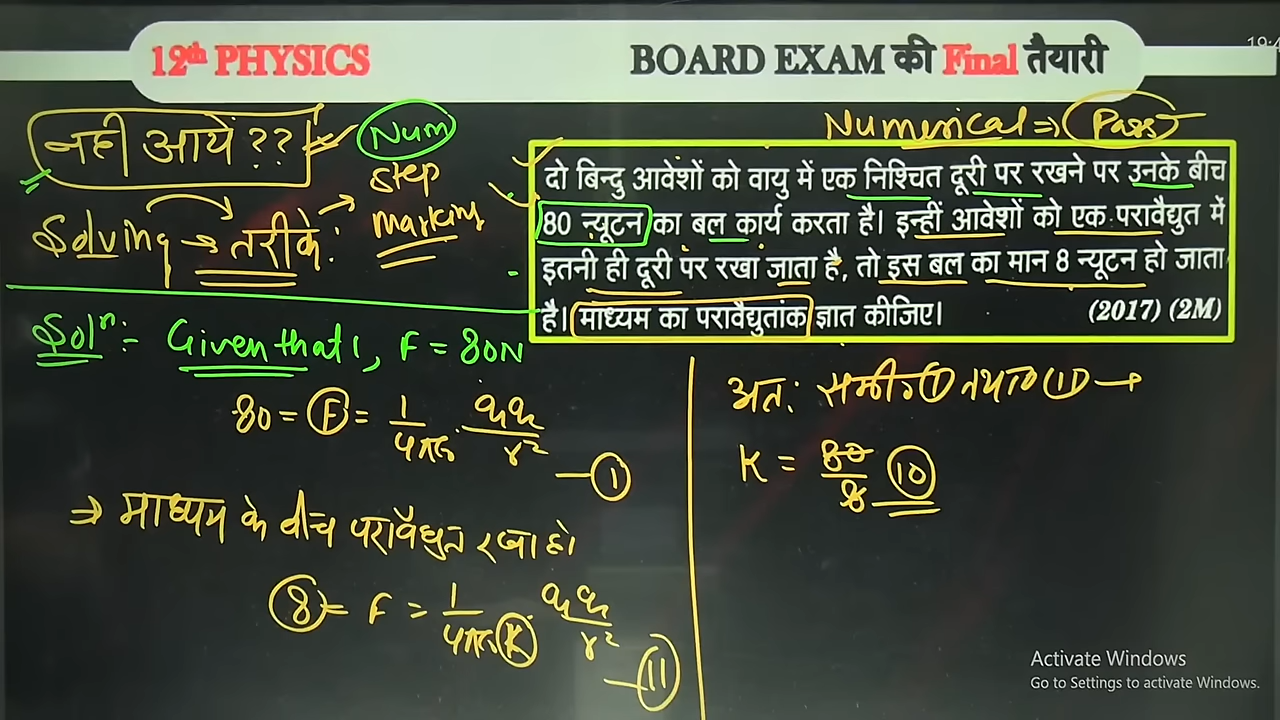 12th PHYSICS
BOARD EXAM की Final तैयारी
19:4
नही आये ??
Num
Step
marking
Solving → तरीके:
Numerical ⇒ Pass
दो बिन्दु आवेशों को वायु में एक निश्चित दूरी पर रखने पर उनके बीच
80 न्यूटन का बल कार्य करता है। इन्हीं आवेशों को एक परावैद्युत में
इतनी ही दूरी पर रखा जाता है, तो इस बल का मान 8 न्यूटन हो जाता
है। माध्यम का परावैद्युतांक ज्ञात कीजिए।
(2017) (2M)
Solⁿ :- Given that, F = 80N
80 = F = 1/4πε₀ · q₁q₂/r² — ①
⇒ माध्यम के बीच परावैद्युत रखा हो।
8 = F = 1/4πε₀K · q₁q₂/r² — ⑪
अतः समी० ① तथा ⑪ →
K = 80/8 10
Activate Windows
Go to Settings to activate Windows.